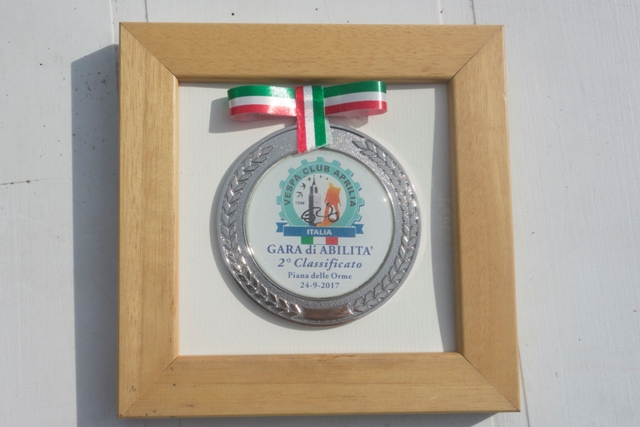 VESPA CLUB APRILIA
ITALIA
GARA di ABILITA'
2° Classificato
Piana delle Orme
24-9-2017